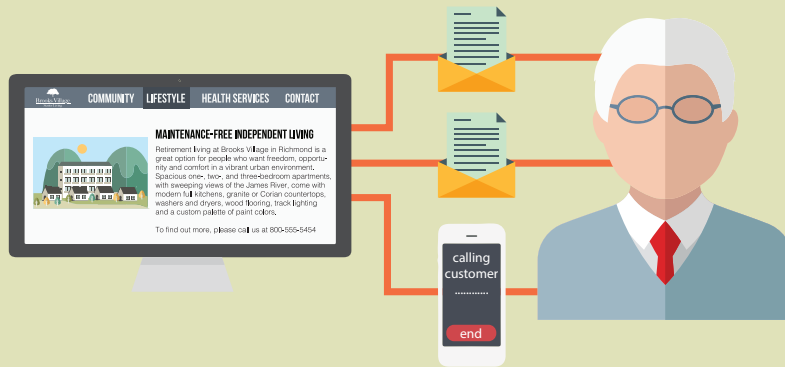 Brooks Village
COMMUNITY LIFESTYLE HEALTH SERVICES CONTACT
MAINTENANCE-FREE INDEPENDENT LIVING
Retirement living at Brooks Village in Richmond is a
great option for people who want freedom, opportu-
nity and comfort in a vibrant urban environment.
Spacious one-, two-, and three-bedroom apartments,
with sweeping views of the James River, come with
modern full kitchens, granite or Corian countertops,
washers and dryers, wood flooring, track lighting
and a custom palette of paint colors.
To find out more, please call us at 800-555-5454
calling
customer
............
end